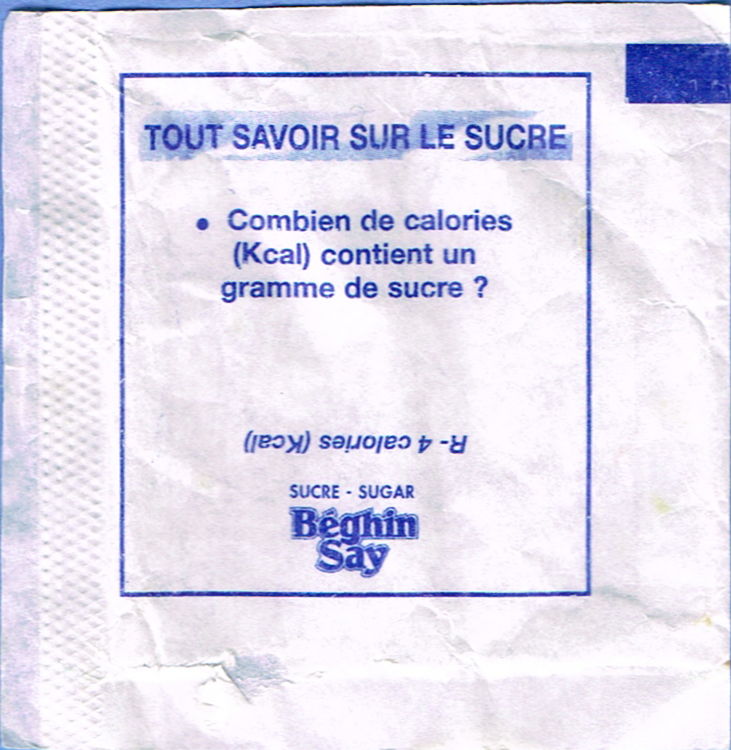 TOUT SAVOIR SUR LE SUCRE
• Combien de calories
(Kcal) contient un
gramme de sucre ?
R- 4 calories (Kcal)
SUCRE - SUGAR
Béghin
Say